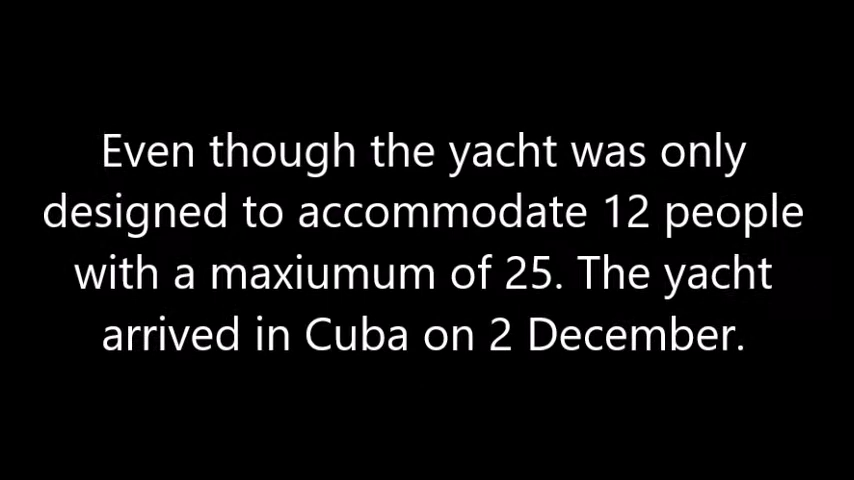 Even though the yacht was only
designed to accommodate 12 people
with a maxiumum of 25. The yacht
arrived in Cuba on 2 December.